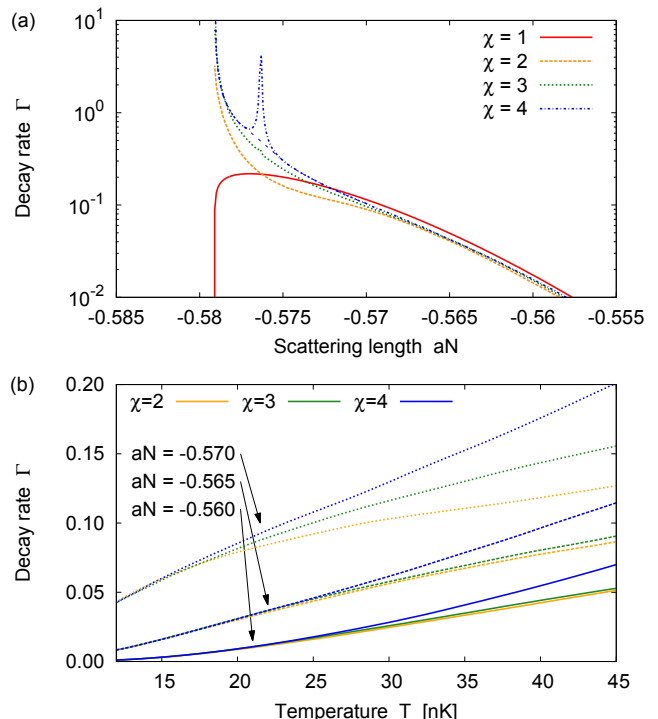 (a)
Decay rate Γ
10^1
10^0
10^-1
10^-2
χ = 1
χ = 2
χ = 3
χ = 4
-0.585 -0.58 -0.575 -0.57 -0.565 -0.56 -0.555
Scattering length aN
(b)
Decay rate Γ
0.20
0.15
0.10
0.05
0.00
χ=2 χ=3 χ=4
aN = -0.570
aN = -0.565
aN = -0.560
15 20 25 30 35 40 45
Temperature T [nK]